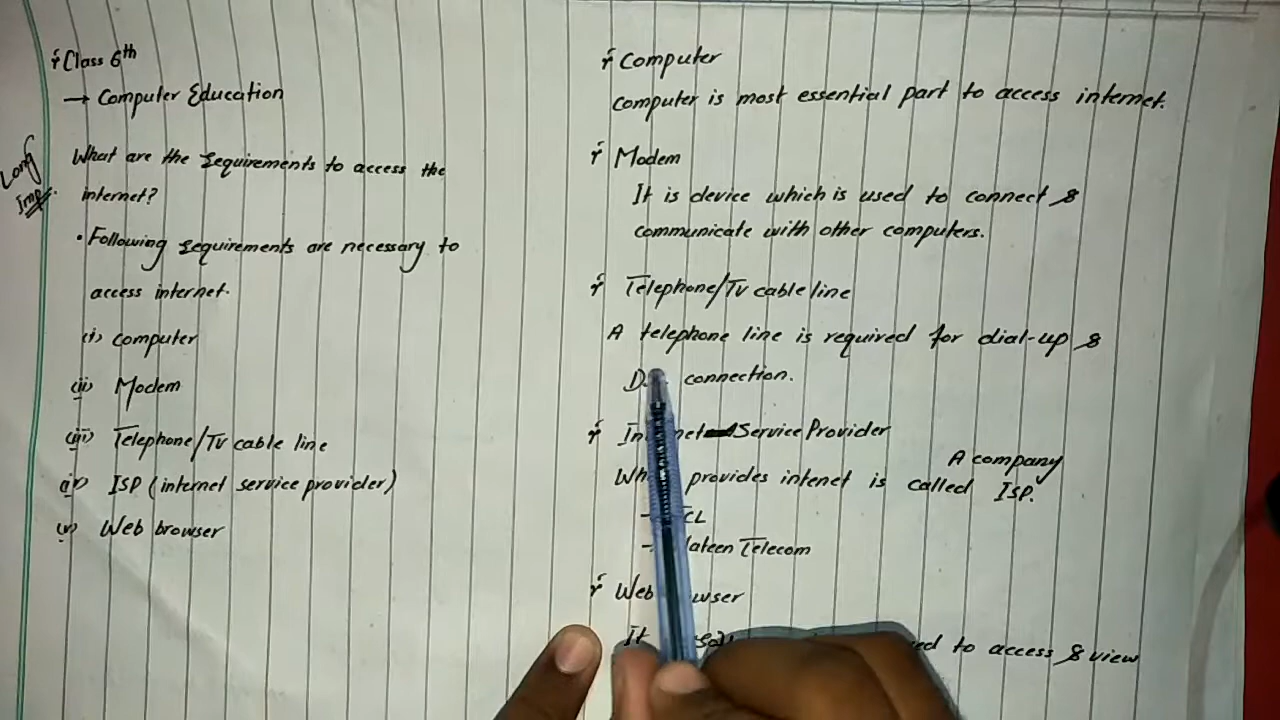 Class 6th
→ Computer Education
Long
Imp.
What are the requirements to access the
internet?
• Following requirements are necessary to
access internet.
(i) computer
(ii) Modem
(iii) Telephone/Tv cable line
(iv) ISP (internet service provider)
(v) Web browser
Computer
Computer is most essential part to access internet.
Modem
It is device which is used to connect &
communicate with other computers.
Telephone/Tv cable line
A telephone line is required for dial-up &
connection.
Service Provider
A company
provides intenet is called ISP.
Telecom
Web
It
to access & view